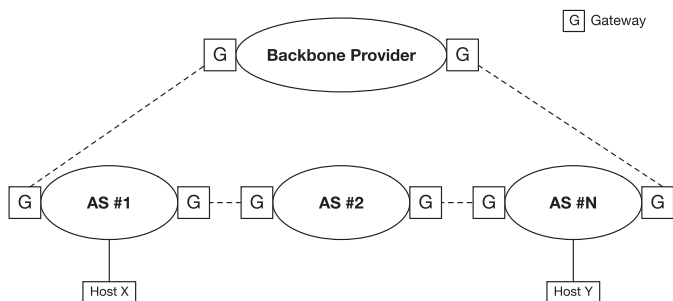 G Gateway
G Backbone Provider G
G AS #1 G G AS #2 G G AS #N G
Host X Host Y